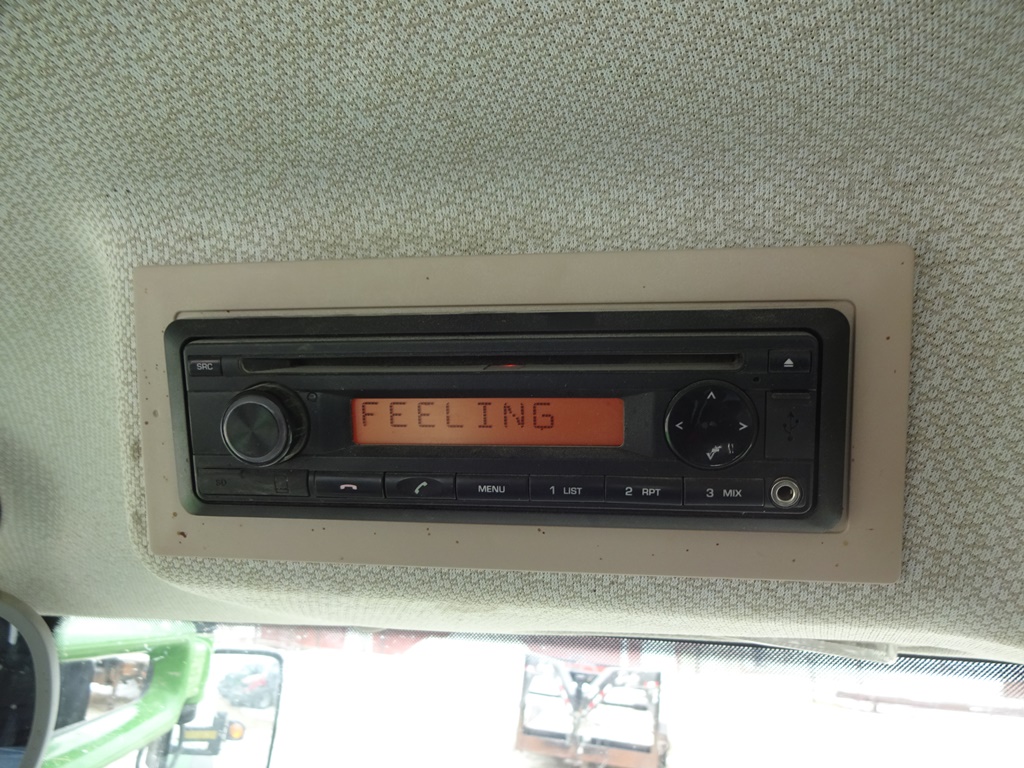 SRC
FEELING
MENU
1 LIST
2 RPT
3 MIX